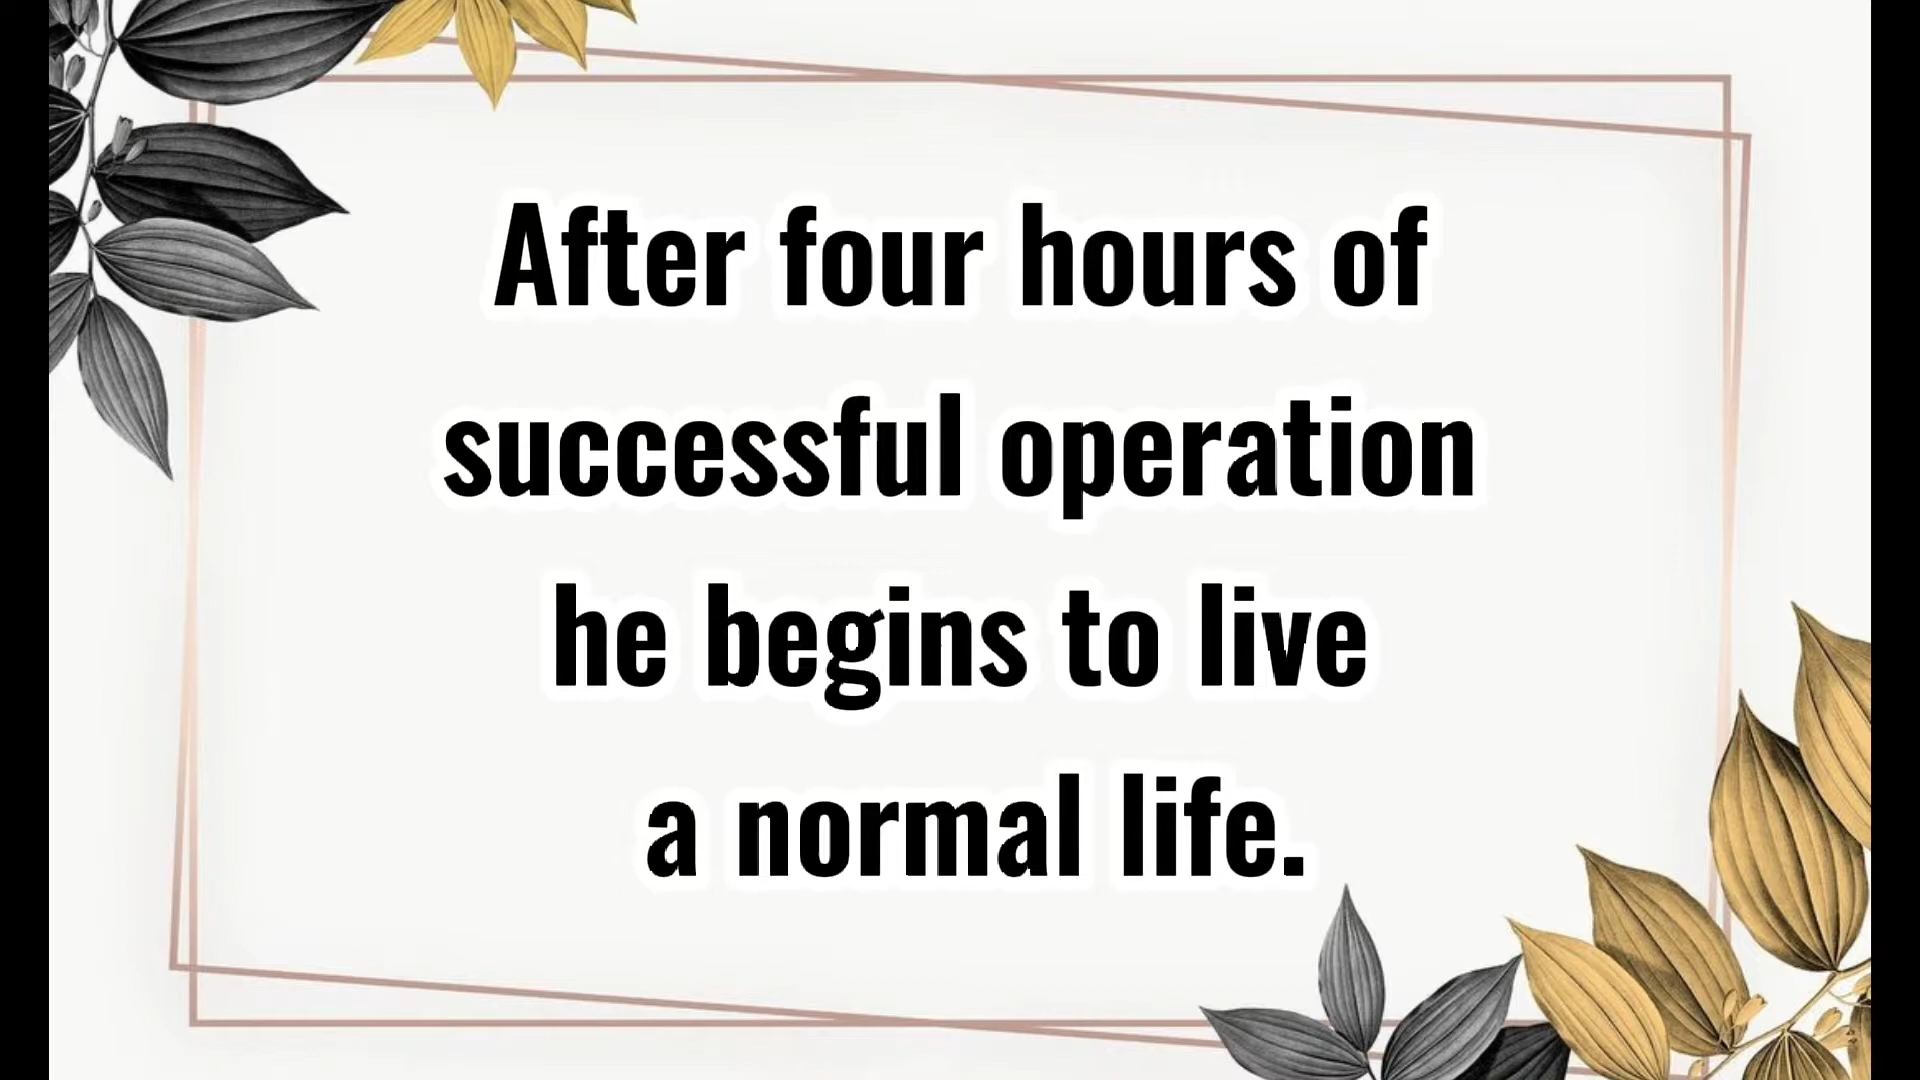 After four hours of
successful operation
he begins to live
a normal life.